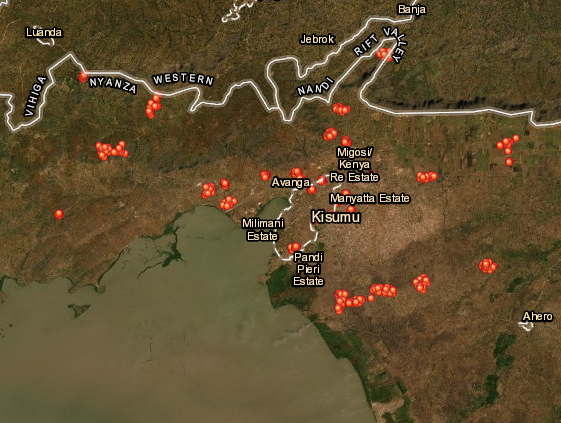 Banja
Luanda
Jebrok
RIFT VALLEY
WESTERN
NYANZA
NANDI
VIHIGA
Migosi/
Kenya
Re Estate
Avanga
Manyatta Estate
Kisumu
Milimani
Estate
Pandi
Pieri
Estate
Ahero